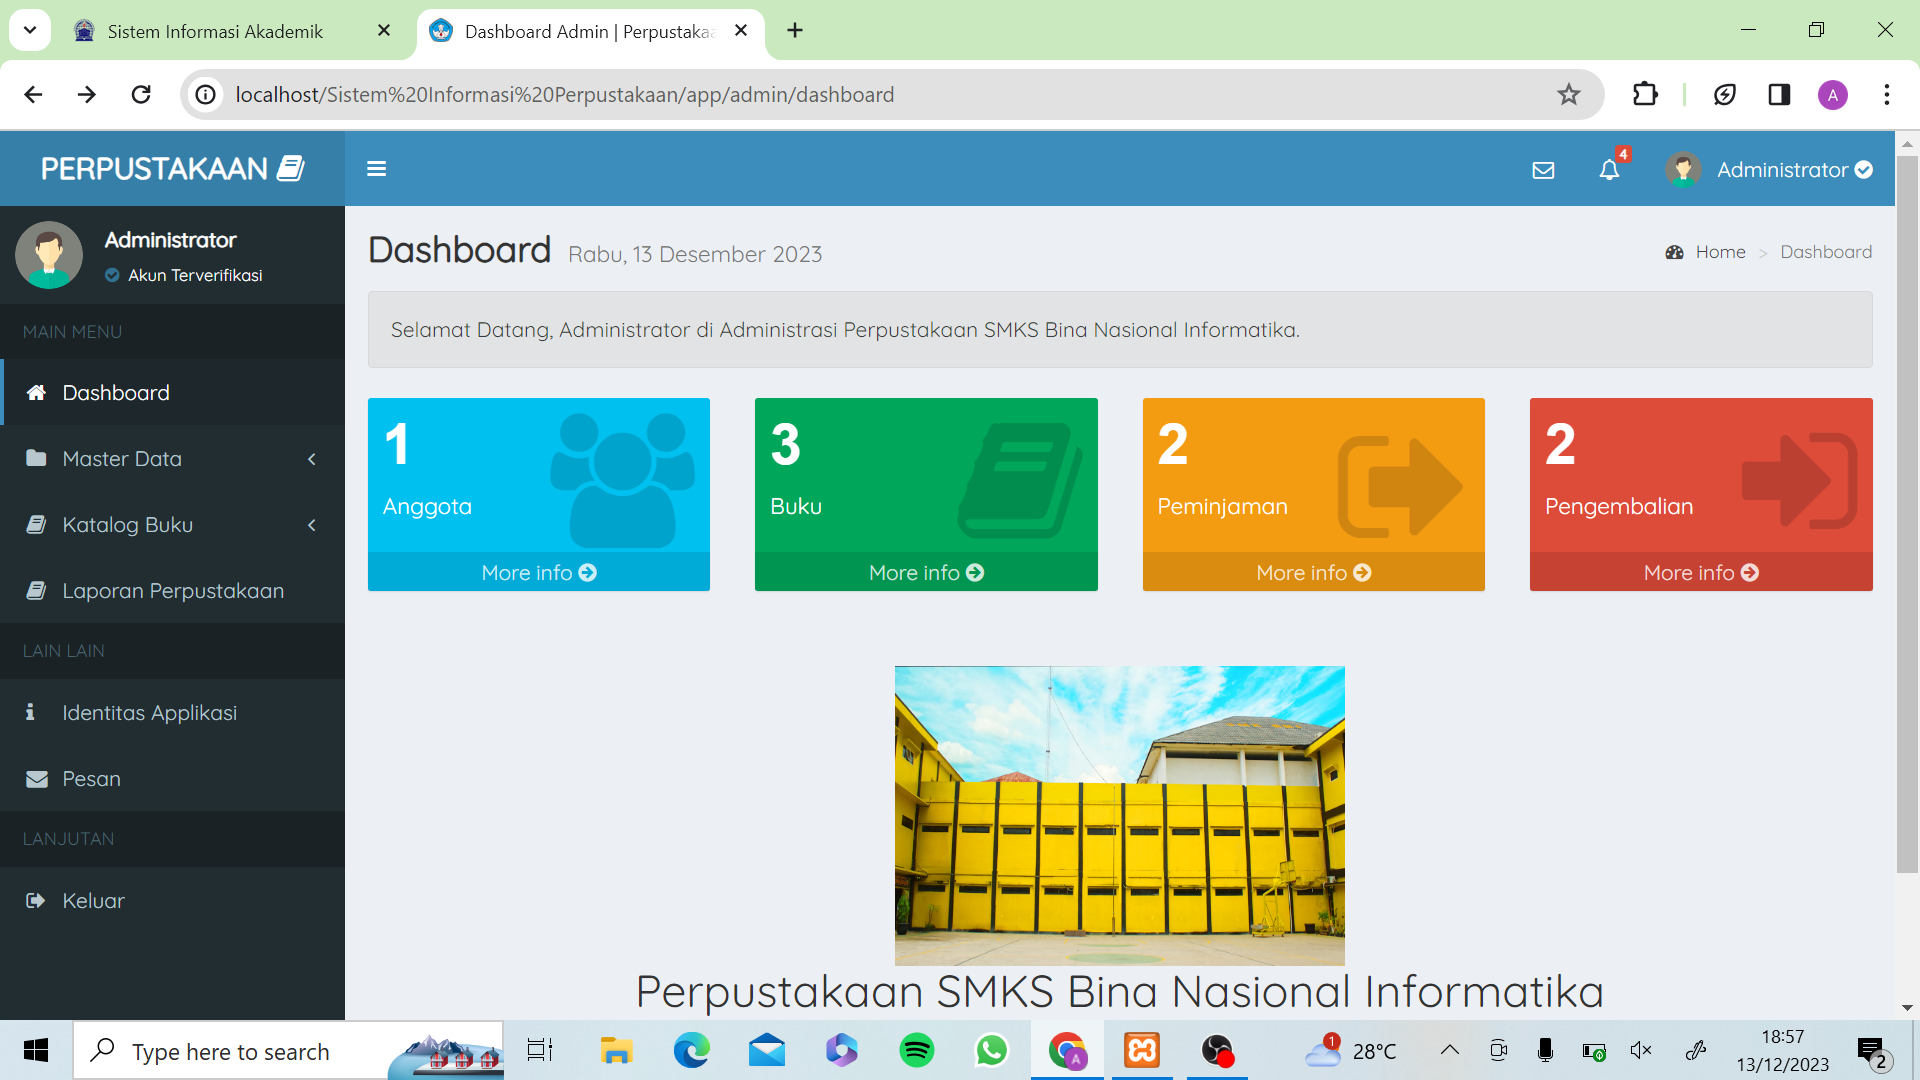 Sistem Informasi Akademik
Dashboard Admin | Perpustakaa
localhost/Sistem%20Informasi%20Perpustakaan/app/admin/dashboard
A
PERPUSTAKAAN
4
Administrator
Administrator
Akun Terverifikasi
Dashboard Rabu, 13 Desember 2023
Home > Dashboard
MAIN MENU
Selamat Datang, Administrator di Administrasi Perpustakaan SMKS Bina Nasional Informatika.
Dashboard
Master Data
Katalog Buku
Laporan Perpustakaan
LAIN LAIN
Identitas Applikasi
Pesan
LANJUTAN
Keluar
1
Anggota
More info
3
Buku
More info
2
Peminjaman
More info
2
Pengembalian
More info
Perpustakaan SMKS Bina Nasional Informatika
Type here to search
A
1
28°C
18:57
13/12/2023
2